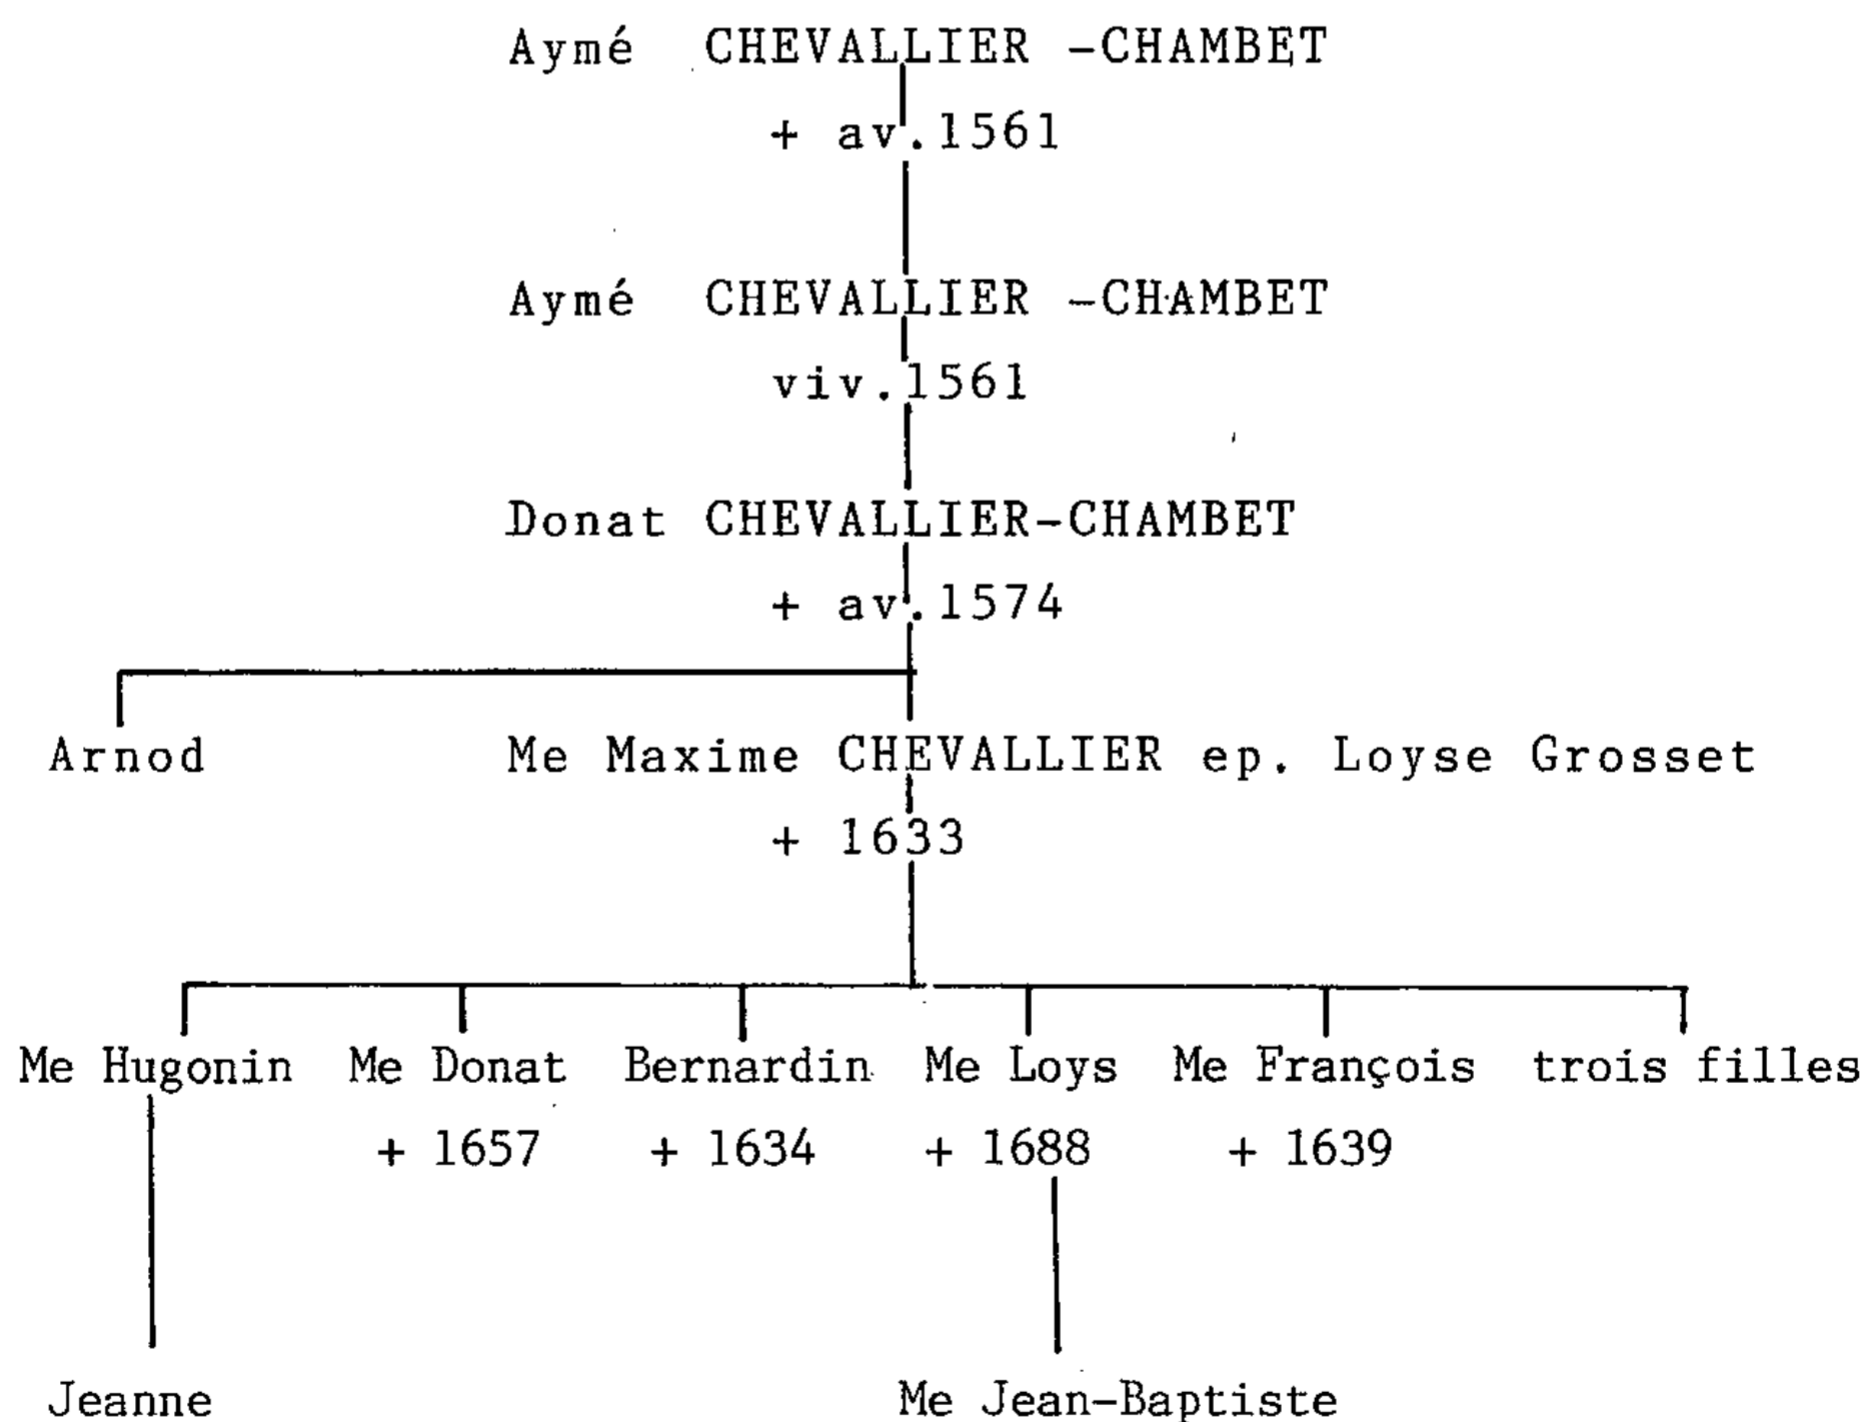 Aymé CHEVALLIER -CHAMBET
+ av.1561
Aymé CHEVALLIER -CHAMBET
viv.1561
Donat CHEVALLIER-CHAMBET
+ av.1574
Arnod Me Maxime CHEVALLIER ep. Loyse Grosset
+ 1633
Me Hugonin Me Donat Bernardin Me Loys Me François trois filles
+ 1657 + 1634 + 1688 + 1639
Jeanne Me Jean-Baptiste